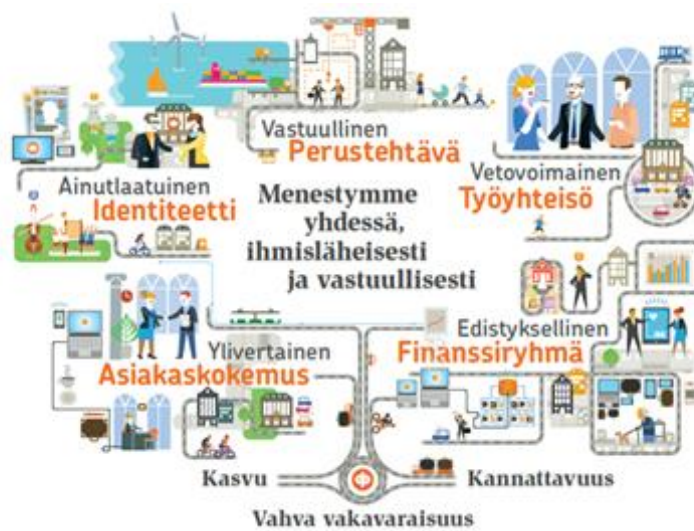 Vastuullinen
Perustehtävä
Ainutlaatuinen
Identiteetti
Vetovoimainen
Työyhteisö
Menestymme
yhdessä,
ihmisläheisesti
ja vastuullisesti
Ylivertainen
Asiakaskokemus
Edistyksellinen
Finanssiryhmä
Kasvu
Kannattavuus
Vahva vakavaraisuus